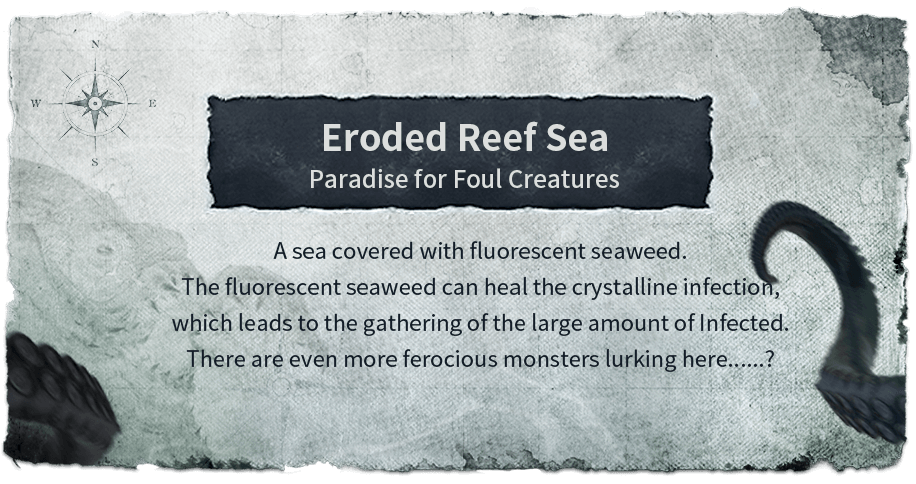 N
W
E
S
Eroded Reef Sea
Paradise for Foul Creatures
A sea covered with fluorescent seaweed.
The fluorescent seaweed can heal the crystalline infection,
which leads to the gathering of the large amount of Infected.
There are even more ferocious monsters lurking here......?